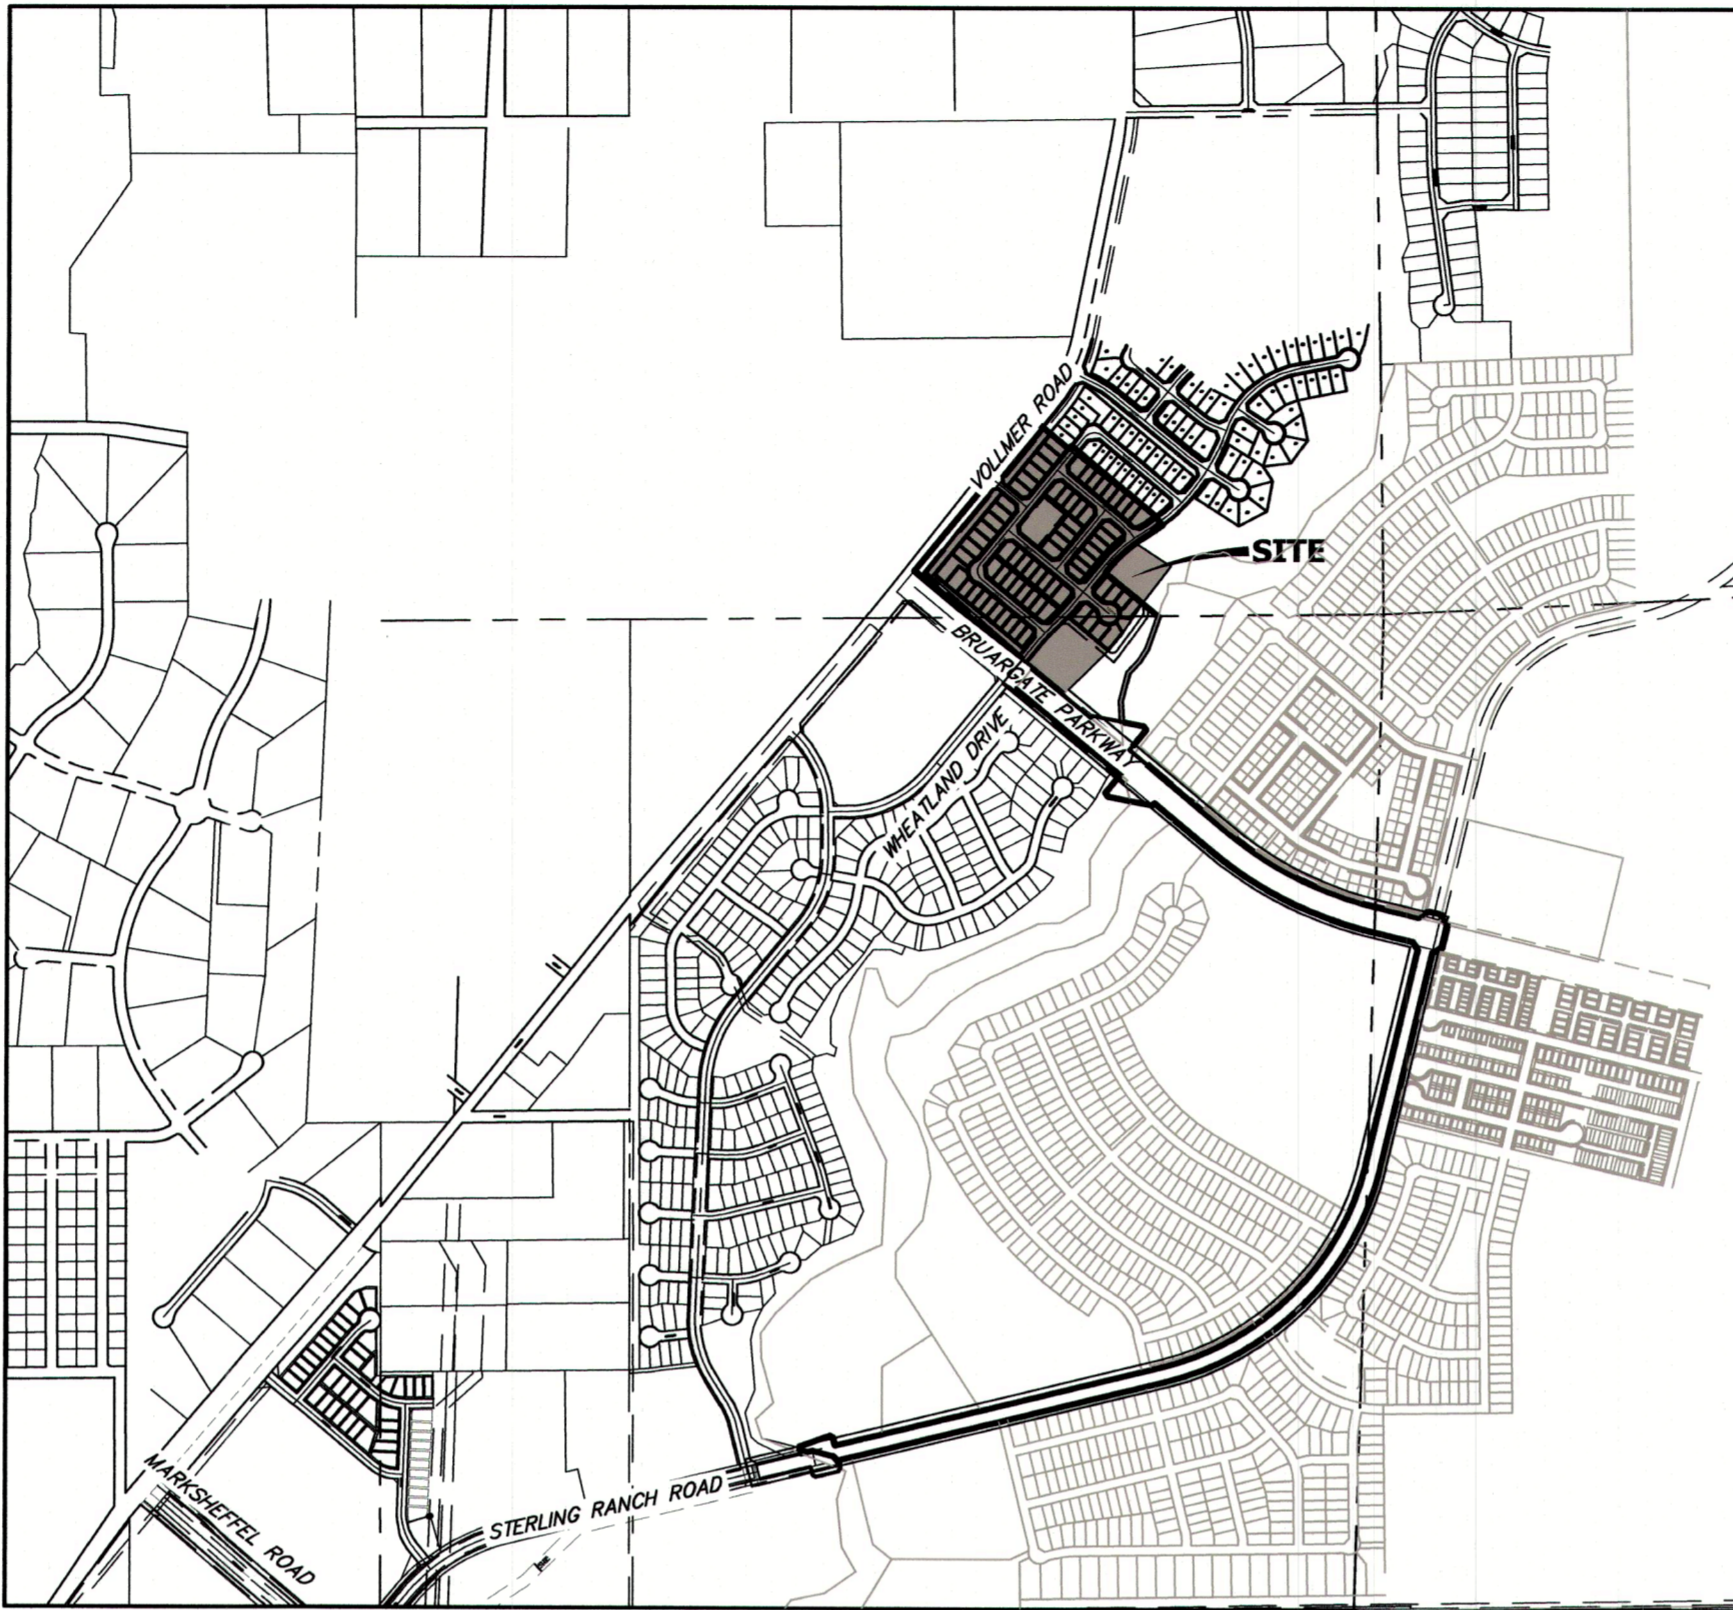 VOLLMER ROAD
SITE
BRUARGATE PARKWAY
WHEATLAND DRIVE
STERLING RANCH ROAD
MARKSHEFFEL ROAD